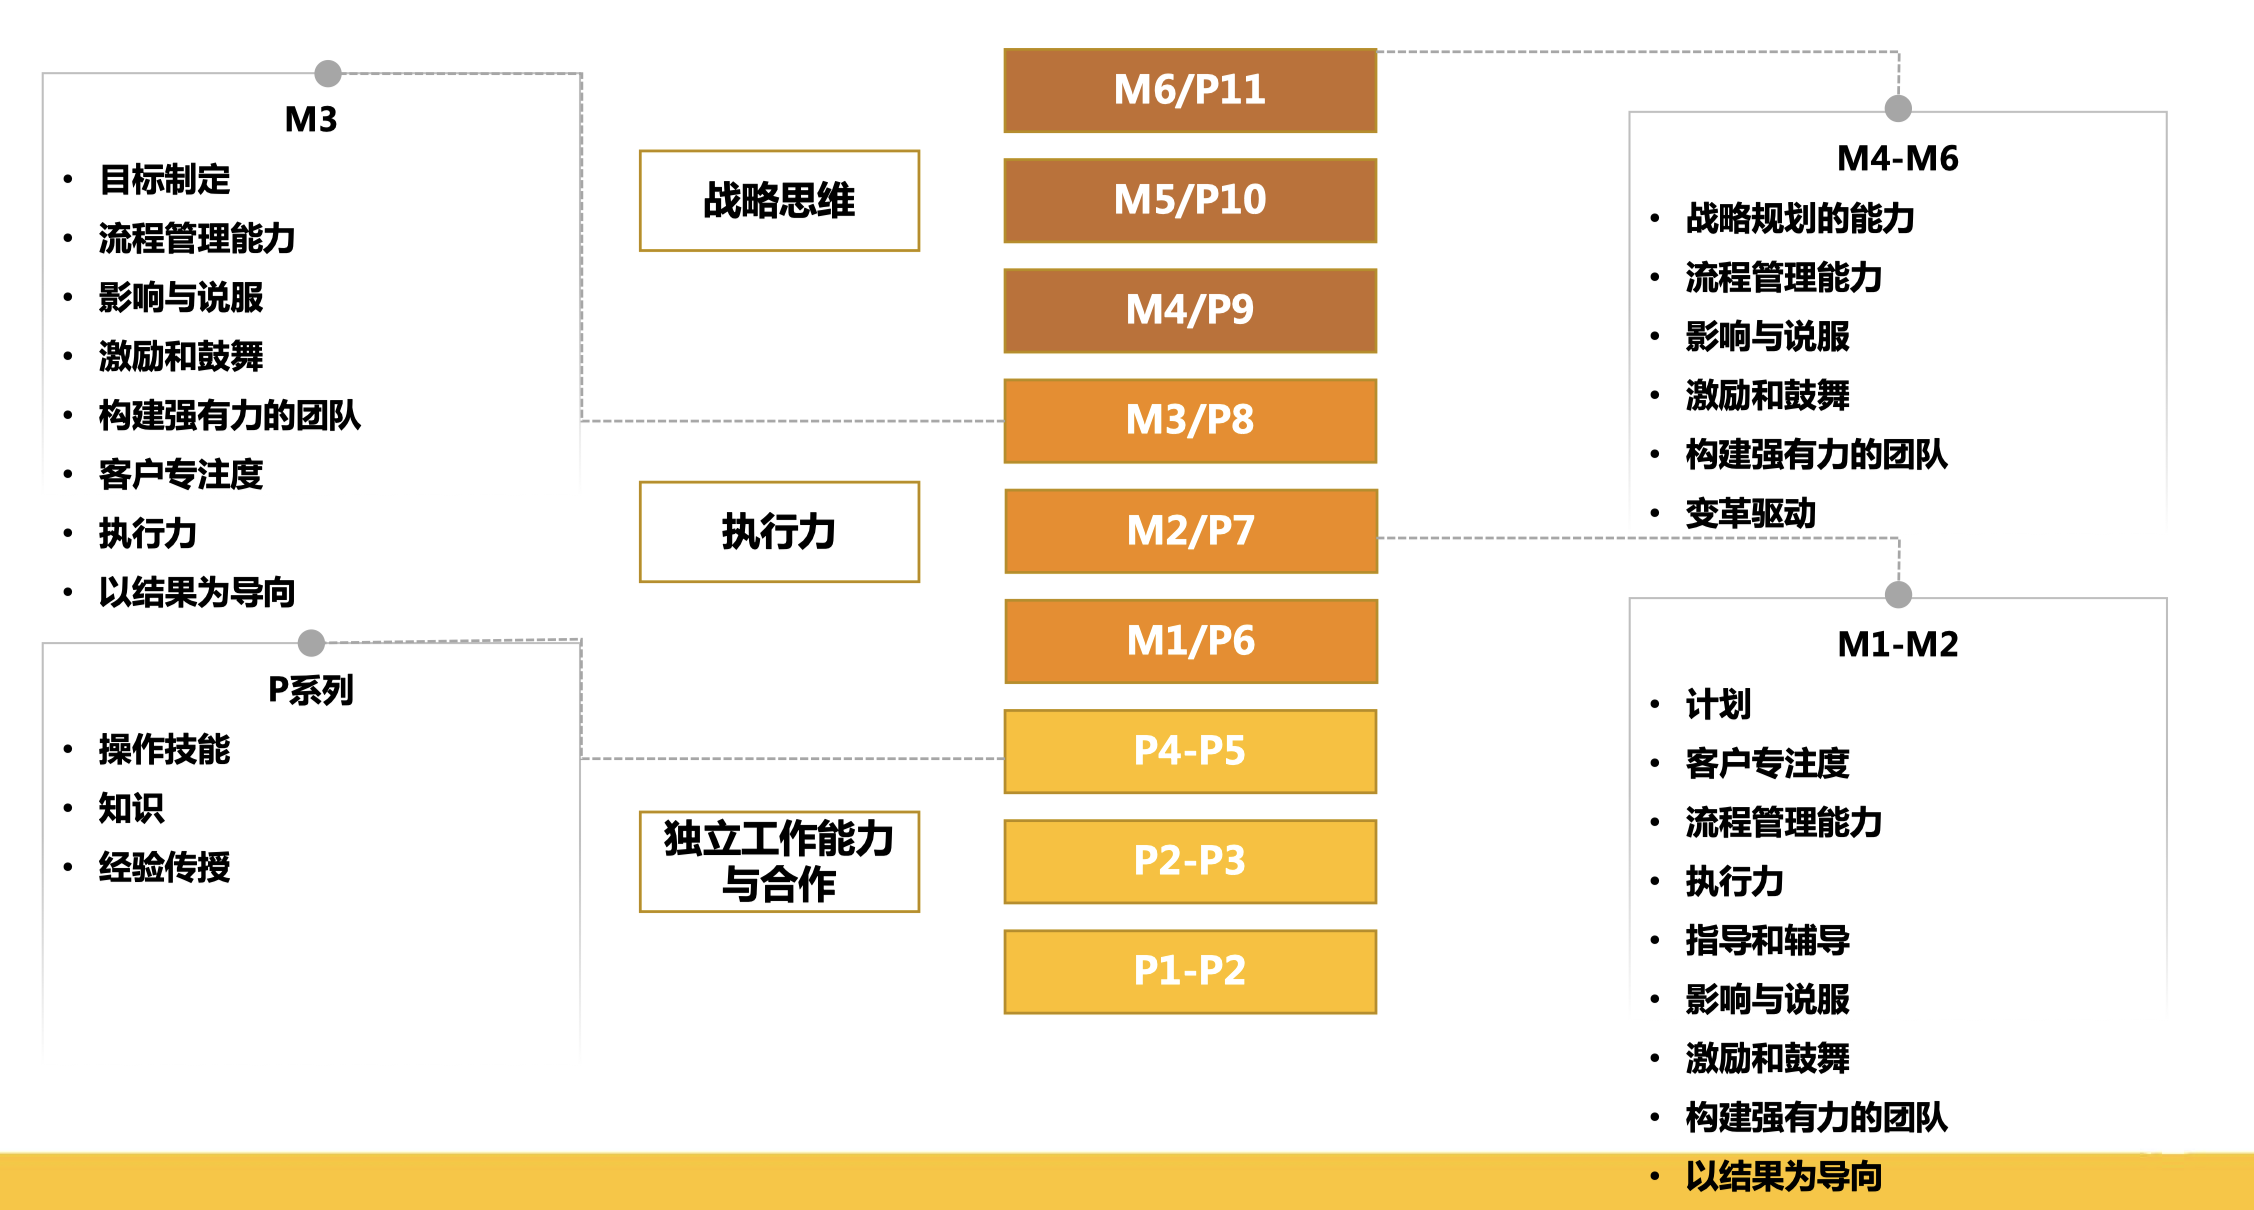 M3
• 目标制定
• 流程管理能力
• 影响与说服
• 激励和鼓舞
• 构建强有力的团队
• 客户专注度
• 执行力
• 以结果为导向
P系列
• 操作技能
• 知识
• 经验传授
战略思维
执行力
独立工作能力
与合作
M6/P11
M5/P10
M4/P9
M3/P8
M2/P7
M1/P6
P4-P5
P2-P3
P1-P2
M4-M6
• 战略规划的能力
• 流程管理能力
• 影响与说服
• 激励和鼓舞
• 构建强有力的团队
• 变革驱动
M1-M2
• 计划
• 客户专注度
• 流程管理能力
• 执行力
• 指导和辅导
• 影响与说服
• 激励和鼓舞
• 构建强有力的团队
• 以结果为导向